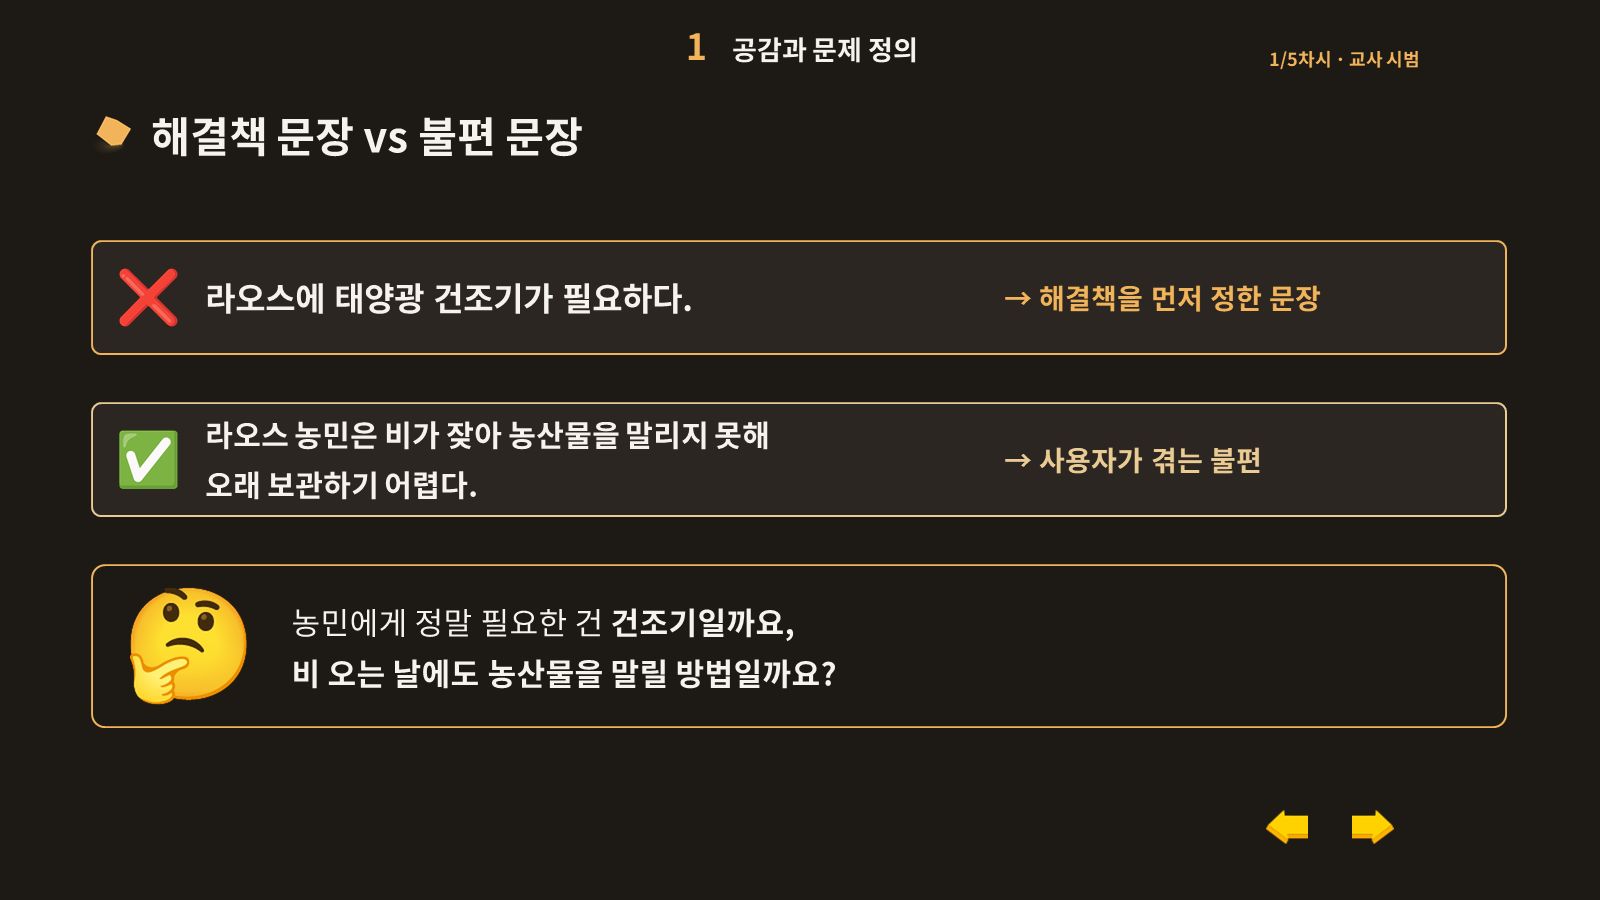 1 공감과 문제 정의
1/5차시 · 교사 시범
해결책 문장 vs 불편 문장
라오스에 태양광 건조기가 필요하다.
→ 해결책을 먼저 정한 문장
라오스 농민은 비가 잦아 농산물을 말리지 못해
오래 보관하기 어렵다.
→ 사용자가 겪는 불편
농민에게 정말 필요한 건 건조기일까요,
비 오는 날에도 농산물을 말릴 방법일까요?